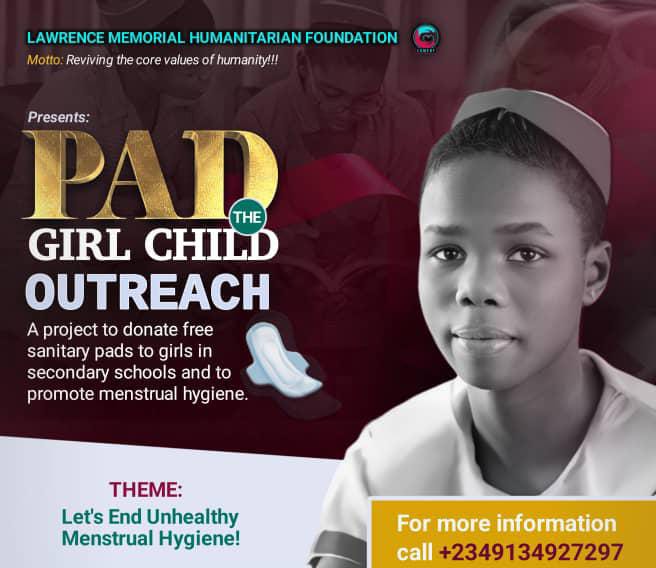 LAWRENCE MEMORIAL HUMANITARIAN FOUNDATION
Motto: Reviving the core values of humanity!!!
Presents:
PAD
THE
GIRL CHILD
OUTREACH
A project to donate free
sanitary pads to girls in
secondary schools and to
promote menstrual hygiene.
THEME:
Let's End Unhealthy
Menstrual Hygiene!
For more information
call +2349134927297